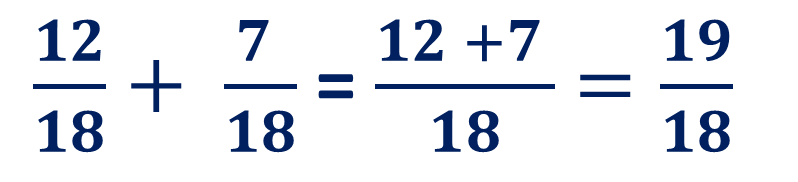 12/18 + 7/18 = (12 +7)/18 = 19/18